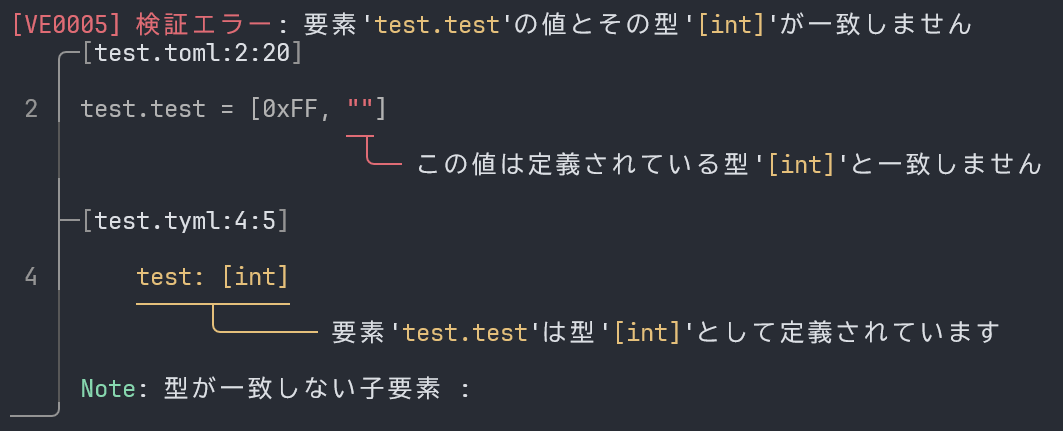 [VE0005] 検証エラー: 要素'test.test'の値とその型'[int]'が一致しません
[test.toml:2:20]
2 test.test = [0xFF, ""]
この値は定義されている型'[int]'と一致しません
[test.tyml:4:5]
4 test: [int]
要素'test.test'は型'[int]'として定義されています
Note: 型が一致しない子要素 :